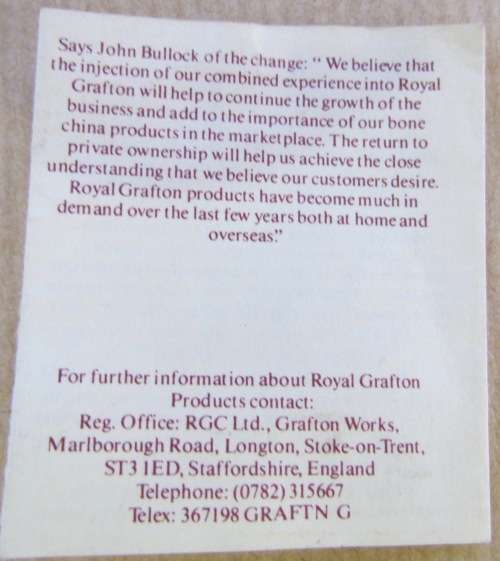 Says John Bullock of the change: “ We believe that
the injection of our combined experience into Royal
Grafton will help to continue the growth of the
business and add to the importance of our bone
china products in the marketplace. The return to
private ownership will help us achieve the close
understanding that we believe our customers desire.
Royal Grafton products have become much in
demand over the last few years both at home and
overseas.”
For further information about Royal Grafton
Products contact:
Reg. Office: RGC Ltd., Grafton Works,
Marlborough Road, Longton, Stoke-on-Trent,
ST3 1ED, Staffordshire, England
Telephone: (0782) 315667
Telex: 367198 GRAFTN G